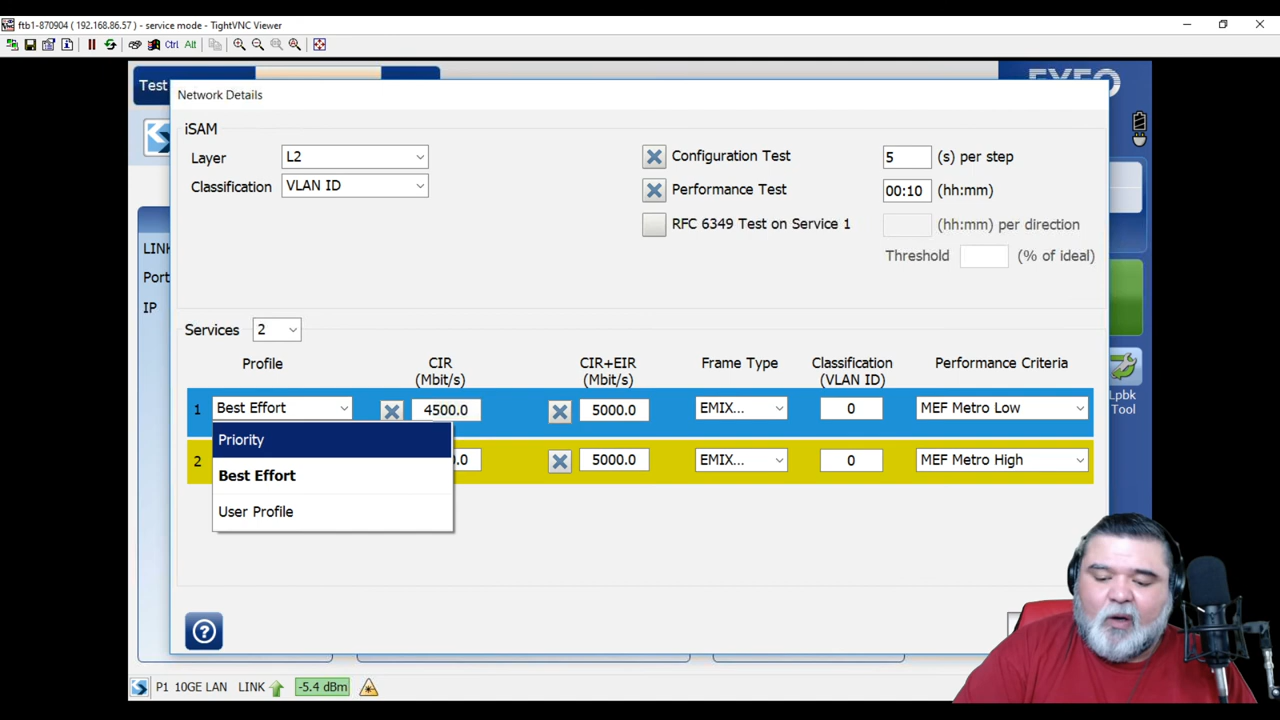 ftb1-870904 ( 192.168.86.57 ) - service mode - TightVNC Viewer
Ctrl Alt
Test
Network Details
iSAM
Layer L2
Configuration Test 5 (s) per step
Classification VLAN ID
Performance Test 00:10 (hh:mm)
RFC 6349 Test on Service 1 (hh:mm) per direction
Threshold (% of ideal)
LINK
Port
IP
Services 2
Profile CIR (Mbit/s) CIR+EIR (Mbit/s) Frame Type Classification (VLAN ID) Performance Criteria
1 Best Effort 4500.0 5000.0 EMIX... 0 MEF Metro Low
Lpbk
Tool
Priority
2 .0 5000.0 EMIX... 0 MEF Metro High
Best Effort
User Profile
?
P1 10GE LAN LINK -5.4 dBm